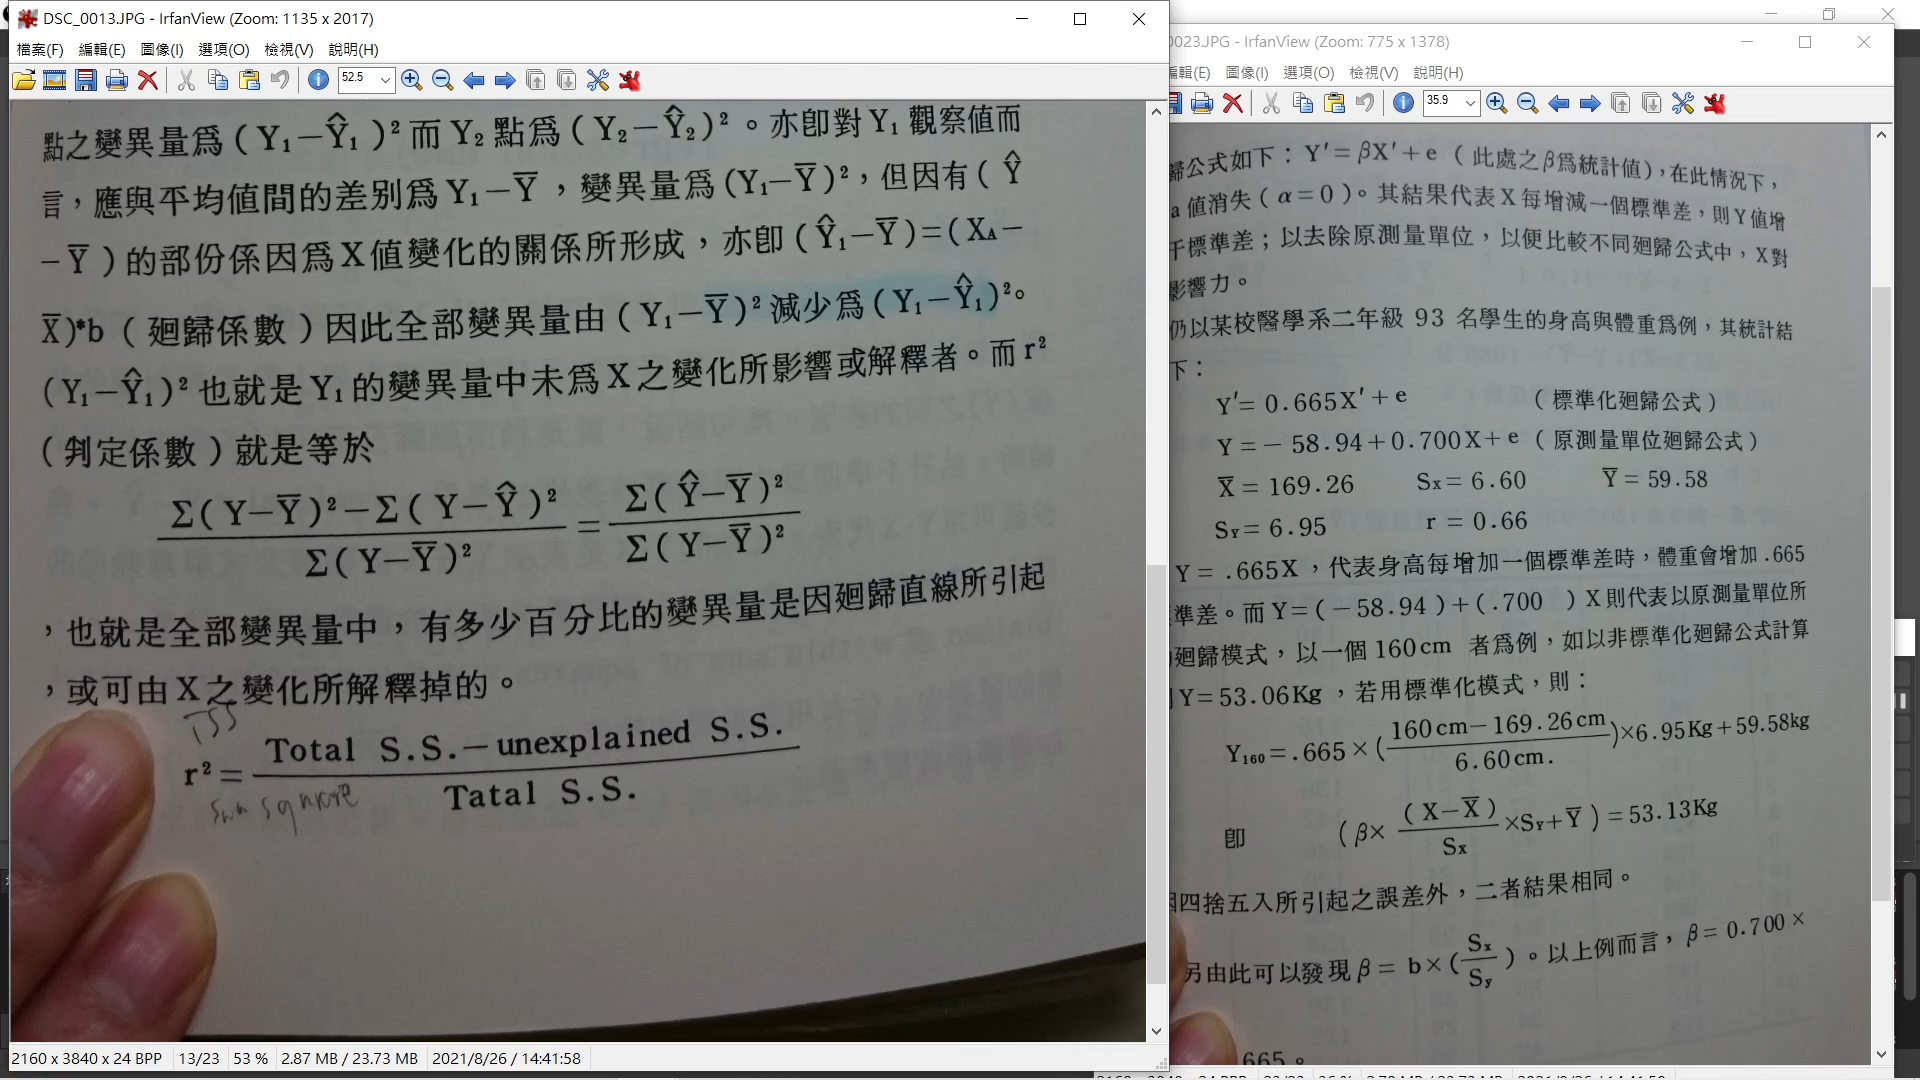 DSC_0013.JPG - IrfanView (Zoom: 1135 x 2017)
檔案(F) 編輯(E) 圖像(I) 選項(O) 檢視(V) 說明(H)
52.5
點之變異量爲(Y₁−Ŷ₁)²而Y₂點爲(Y₂−Ŷ₂)²。亦卽對Y₁觀察值而
言，應與平均值間的差別爲Y₁−Y̅，變異量爲(Y₁−Y̅)²，但因有(Ŷ
−Y̅)的部份係因爲X值變化的關係所形成，亦卽(Ŷ₁−Y̅)=(X_A−
X̅)*b(廻歸係數)因此全部變異量由(Y₁−Y̅)²減少爲(Y₁−Ŷ₁)²。
(Y₁−Ŷ₁)²也就是Y₁的變異量中未爲X之變化所影響或解釋者。而r²
(判定係數)就是等於
Σ(Y−Y̅)²−Σ(Y−Ŷ)² / Σ(Y−Y̅)² = Σ(Ŷ−Y̅)² / Σ(Y−Y̅)²
，也就是全部變異量中，有多少百分比的變異量是因廻歸直線所引起
，或可由X之變化所解釋掉的。
TSS
r²= Total S.S.−unexplained S.S. / Tatal S.S.
sum square
2160 x 3840 x 24 BPP 13/23 53 % 2.87 MB / 23.73 MB 2021/8/26 / 14:41:58
0023.JPG - IrfanView (Zoom: 775 x 1378)
編輯(E) 圖像(I) 選項(O) 檢視(V) 說明(H)
35.9
歸公式如下：Y′=βX′+e(此處之β爲統計值)，在此情況下，
a值消失(α=0)。其結果代表X每增減一個標準差，則Y值增
干標準差；以去除原測量單位，以便比較不同廻歸公式中，X對
影響力。
仍以某校醫學系二年級93名學生的身高與體重爲例，其統計結
下：
Y′=0.665X′+e (標準化廻歸公式)
Y=−58.94+0.700X+e (原測量單位廻歸公式)
X̅=169.26 Sx=6.60 Y̅=59.58
Sʏ=6.95 r=0.66
Y=.665X，代表身高每增加一個標準差時，體重會增加.665
準差。而Y=(−58.94)+(.700 )X則代表以原測量單位所
廻歸模式，以一個160cm者爲例，如以非標準化廻歸公式計算
Y=53.06Kg，若用標準化模式，則：
Y₁₆₀=.665×(160cm−169.26cm / 6.60cm.)×6.95Kg+59.58kg
卽 (β× (X−X̅) / Sx ×Sʏ+Y̅)=53.13Kg
因四捨五入所引起之誤差外，二者結果相同。
另由此可以發現β= b×(Sx / Sy)。以上例而言，β=0.700×
665。